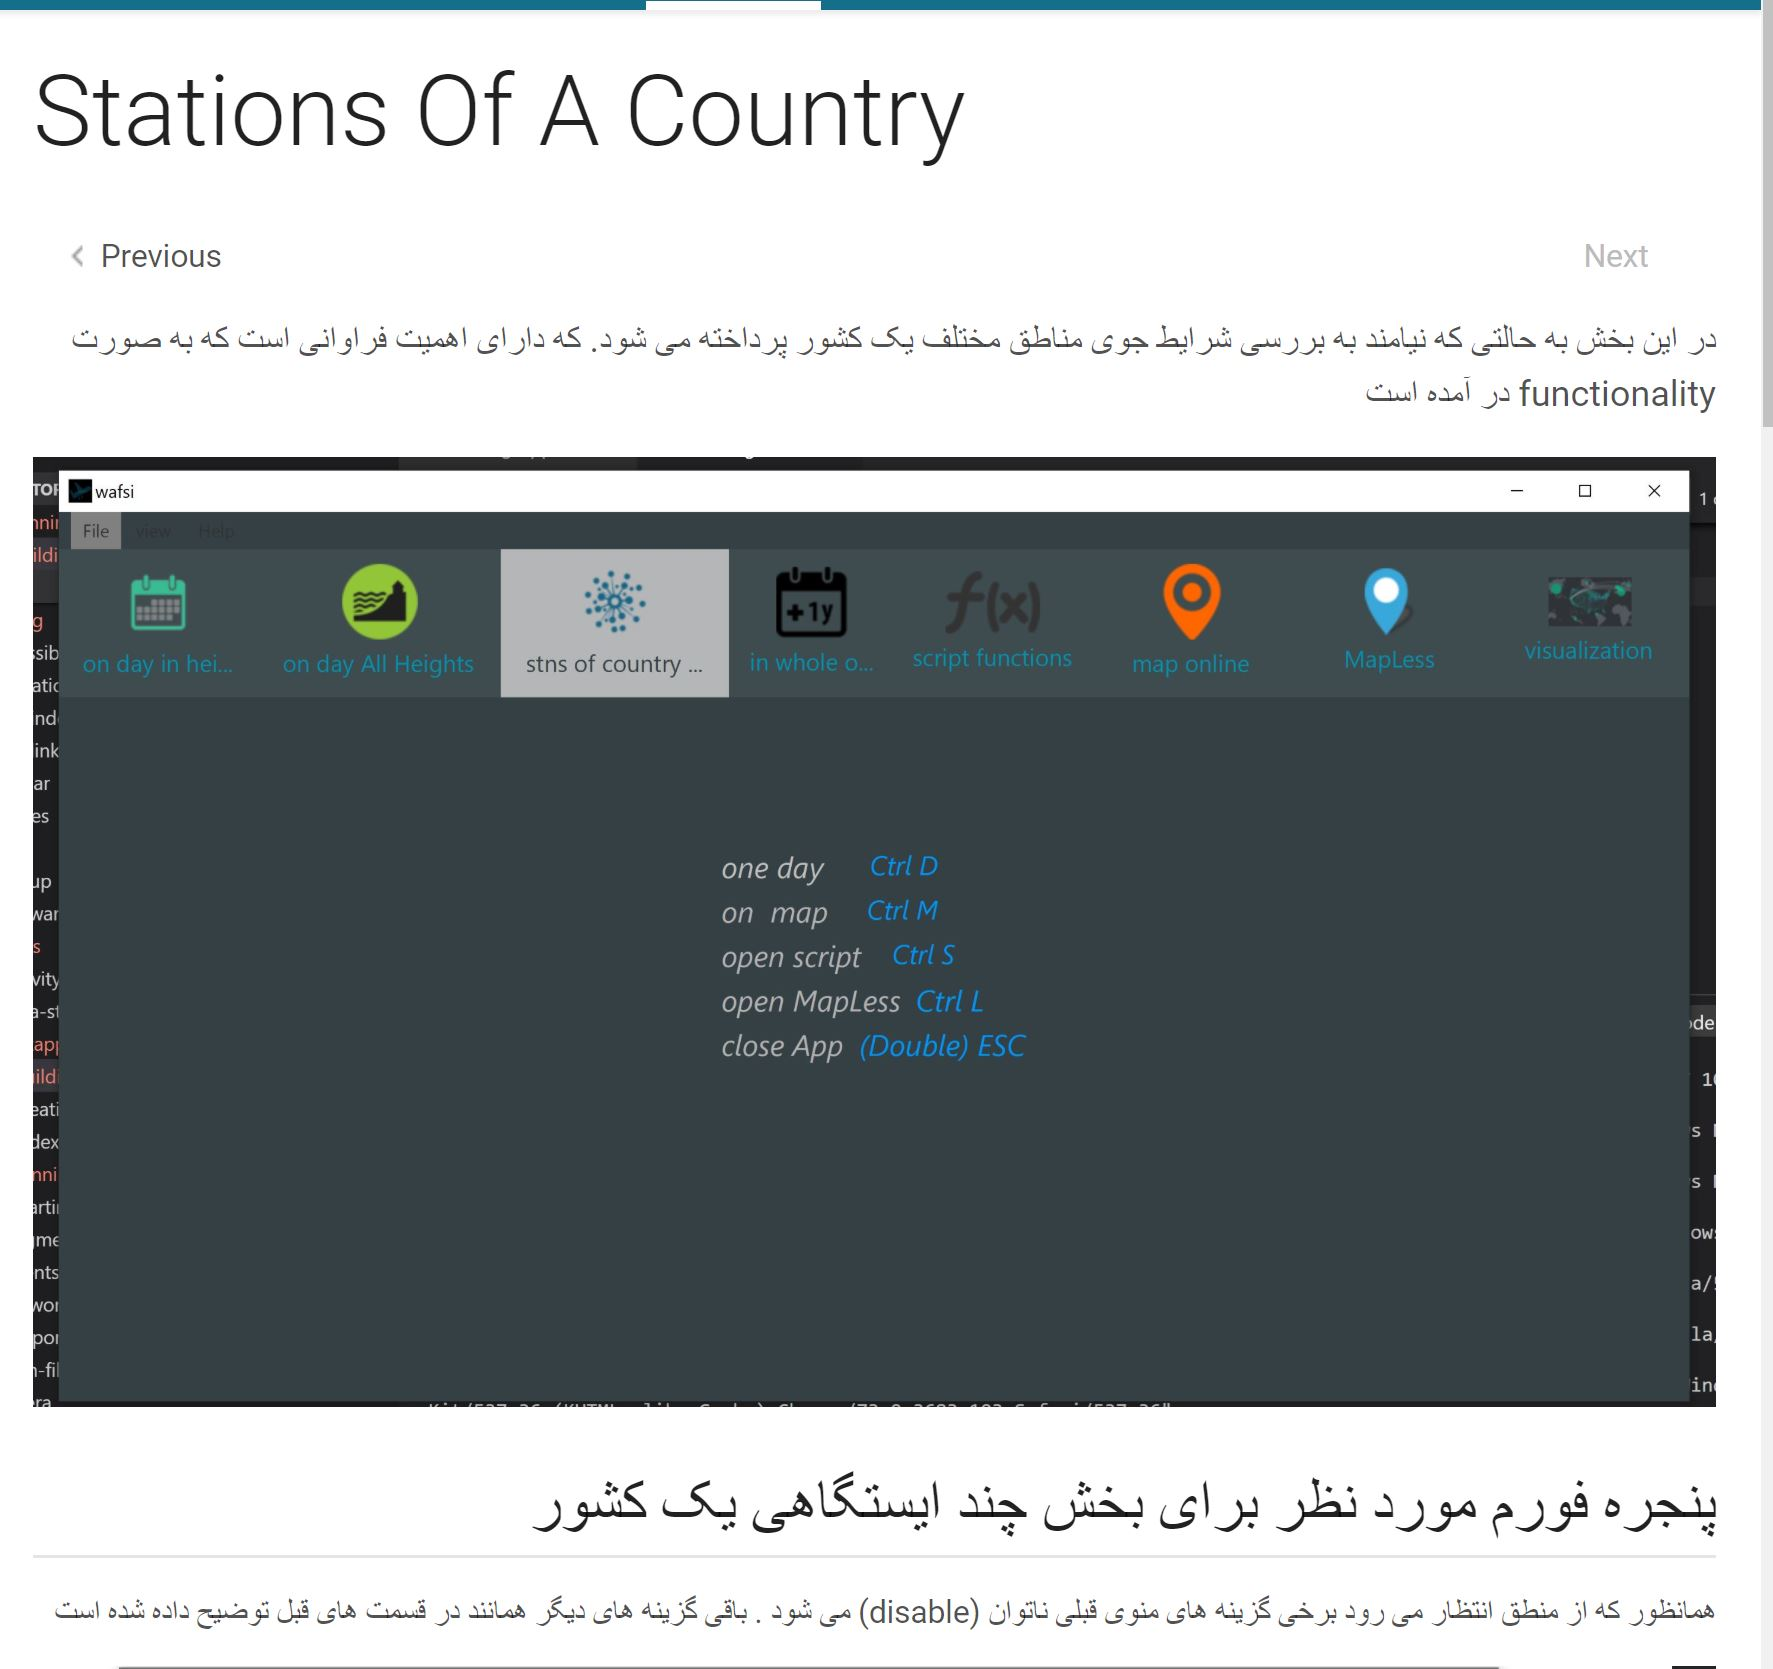 Stations Of A Country
Previous
Next
در این بخش به حالتی که نیامند به بررسی شرایط جوی مناطق مختلف یک کشور پرداخته می شود. که دارای اهمیت فراوانی است که به صورت
functionality در آمده است
wafsi
File view Help
on day in hei...
on day All Heights
stns of country ...
+1y
in whole o...
f(x)
script functions
map online
MapLess
visualization
one day Ctrl D
on map Ctrl M
open script Ctrl S
open MapLess Ctrl L
close App (Double) ESC
پنجره فورم مورد نظر برای بخش چند ایستگاهی یک کشور
همانظور که از منطق انتظار می رود برخی گزینه های منوی قبلی ناتوان (disable) می شود . باقی گزینه های دیگر همانند در قسمت های قبل توضیح داده شده است